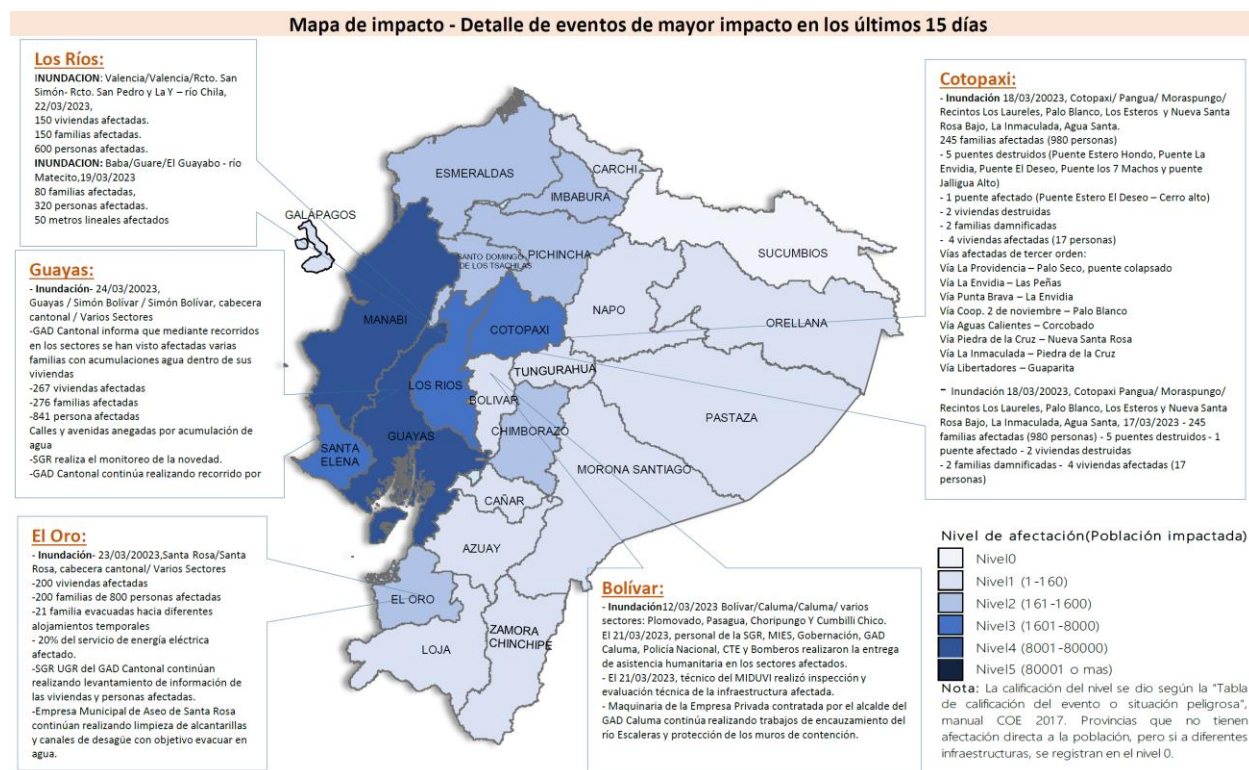 Mapa de impacto - Detalle de eventos de mayor impacto en los últimos 15 días
Los Ríos:
INUNDACION: Valencia/Valencia/Rcto. San
Simón- Rcto. San Pedro y La Y – río Chila,
22/03/2023,
150 viviendas afectadas.
150 familias afectadas.
600 personas afectadas.
INUNDACION: Baba/Guare/El Guayabo - río
Matecito,19/03/2023
80 familias afectadas,
320 personas afectadas.
50 metros lineales afectados
Guayas:
- Inundación- 24/03/20023,
Guayas / Simón Bolívar / Simón Bolívar, cabecera
cantonal / Varios Sectores
-GAD Cantonal informa que mediante recorridos
en los sectores se han visto afectadas varias
familias con acumulaciones agua dentro de sus
viviendas
-267 viviendas afectadas
-276 familias afectadas
-841 persona afectadas
Calles y avenidas anegadas por acumulación de
agua
-SGR realiza el monitoreo de la novedad.
-GAD Cantonal continúa realizando recorrido por
El Oro:
- Inundación- 23/03/20023,Santa Rosa/Santa
Rosa, cabecera cantonal/ Varios Sectores
-200 viviendas afectadas
-200 familias de 800 personas afectadas
-21 familia evacuadas hacia diferentes
alojamientos temporales
- 20% del servicio de energía eléctrica
afectado.
-SGR UGR del GAD Cantonal continúan
realizando levantamiento de información de
las viviendas y personas afectadas.
-Empresa Municipal de Aseo de Santa Rosa
continúan realizando limpieza de alcantarillas
y canales de desagüe con objetivo evacuar en
agua.
GALÁPAGOS
ESMERALDAS
CARCHI
IMBABURA
SUCUMBIOS
SANTO DOMINGO
DE LOS TSACHILAS
PICHINCHA
NAPO
ORELLANA
MANABI
COTOPAXI
TUNGURAHUA
LOS RIOS
BOLIVAR
PASTAZA
GUAYAS
CHIMBORAZO
SANTA
ELENA
MORONA SANTIAGO
CAÑAR
AZUAY
EL ORO
ZAMORA
CHINCHIPE
LOJA
Bolívar:
- Inundación12/03/2023 Bolívar/Caluma/Caluma/ varios
sectores: Plomovado, Pasagua, Choripungo Y Cumbilli Chico.
El 21/03/2023, personal de la SGR, MIES, Gobernación, GAD
Caluma, Policía Nacional, CTE y Bomberos realizaron la entrega
de asistencia humanitaria en los sectores afectados.
- El 21/03/2023, técnico del MIDUVI realizó inspección y
evaluación técnica de la infraestructura afectada.
- Maquinaria de la Empresa Privada contratada por el alcalde del
GAD Caluma continúa realizando trabajos de encauzamiento del
río Escaleras y protección de los muros de contención.
Cotopaxi:
- Inundación 18/03/20023, Cotopaxi/ Pangua/ Moraspungo/
Recintos Los Laureles, Palo Blanco, Los Esteros y Nueva Santa
Rosa Bajo, La Inmaculada, Agua Santa.
245 familias afectadas (980 personas)
- 5 puentes destruidos (Puente Estero Hondo, Puente La
Envidia, Puente El Deseo, Puente los 7 Machos y puente
Jalligua Alto)
- 1 puente afectado (Puente Estero El Deseo – Cerro alto)
- 2 viviendas destruidas
- 2 familias damnificadas
- 4 viviendas afectadas (17 personas)
Vías afectadas de tercer orden:
Vía La Providencia – Palo Seco, puente colapsado
Vía La Envidia – Las Peñas
Vía Punta Brava – La Envidia
Vía Coop. 2 de noviembre – Palo Blanco
Vía Aguas Calientes – Corcobado
Vía Piedra de la Cruz – Nueva Santa Rosa
Vía La Inmaculada – Piedra de la Cruz
Vía Libertadores – Guaparita
- Inundación 18/03/20023, Cotopaxi Pangua/ Moraspungo/
Recintos Los Laureles, Palo Blanco, Los Esteros y Nueva Santa
Rosa Bajo, La Inmaculada, Agua Santa, 17/03/2023 - 245
familias afectadas (980 personas) - 5 puentes destruidos - 1
puente afectado - 2 viviendas destruidas
- 2 familias damnificadas - 4 viviendas afectadas (17
personas)
Nivel de afectación(Población impactada)
Nivel0
Nivel1 (1-160)
Nivel2 (161-1600)
Nivel3 (1601-8000)
Nivel4 (8001-80000)
Nivel5 (80001 o mas)
Nota: La calificación del nivel se dio según la "Tabla
de calificación del evento o situación peligrosa",
manual COE 2017. Provincias que no tienen
afectación directa a la población, pero si a diferentes
infraestructuras, se registran en el nivel 0.